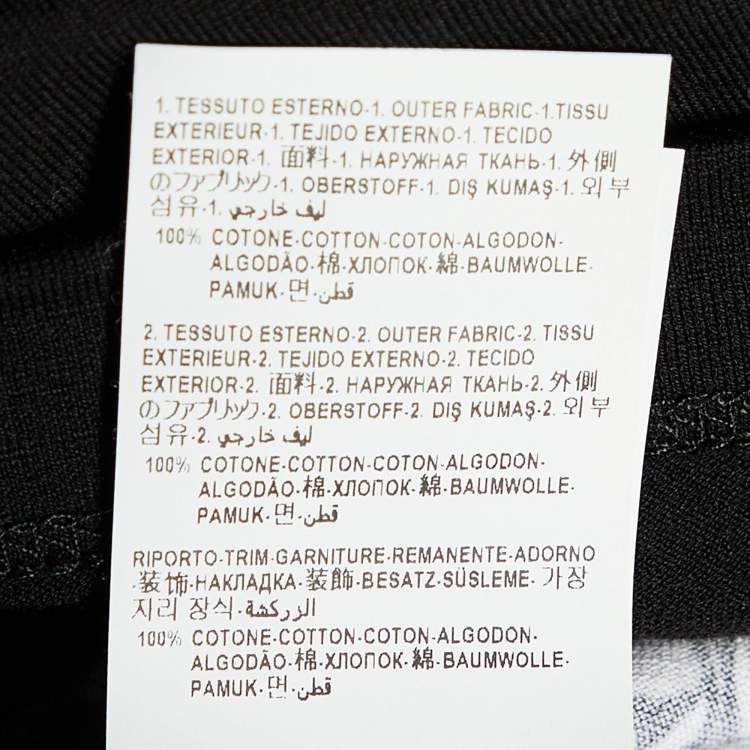 1. TESSUTO ESTERNO-1. OUTER FABRIC-1.TISSU
EXTERIEUR-1. TEJIDO EXTERNO-1. TECIDO
EXTERIOR-1. 面料-1. НАРУЖНАЯ ТКАНЬ-1. 外側
のファブリック-1. OBERSTOFF-1. DIŞ KUMAŞ-1. 외부
섬유-1. ليف خارجي
100% COTONE-COTTON-COTON-ALGODON-
ALGODÃO-棉-ХЛОПОК-綿-BAUMWOLLE-
PAMUK-면-قطن
2. TESSUTO ESTERNO-2. OUTER FABRIC-2. TISSU
EXTERIEUR-2. TEJIDO EXTERNO-2. TECIDO
EXTERIOR-2. 面料-2. НАРУЖНАЯ ТКАНЬ-2. 外側
のファブリック-2. OBERSTOFF-2. DIŞ KUMAŞ-2. 외부
섬유-2. ليف خارجي
100% COTONE-COTTON-COTON-ALGODON-
ALGODÃO-棉-ХЛОПОК-綿-BAUMWOLLE-
PAMUK-면-قطن
RIPORTO-TRIM-GARNITURE-REMANENTE-ADORNO
-装饰-НАКЛАДКА-装飾-BESATZ-SÜSLEME-가장
자리 장식-الزركشة
100% COTONE-COTTON-COTON-ALGODON-
ALGODÃO-棉-ХЛОПОК-綿-BAUMWOLLE-
PAMUK-면-قطن